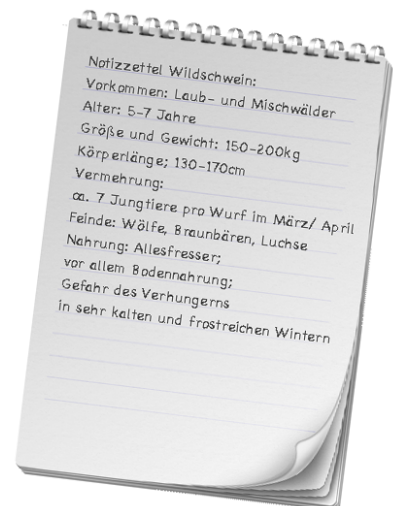 Notizzettel Wildschwein:
Vorkommen: Laub- und Mischwälder
Alter: 5-7 Jahre
Größe und Gewicht: 150-200kg
Körperlänge; 130-170cm
Vermehrung:
ca. 7 Jungtiere pro Wurf im März/ April
Feinde: Wölfe, Braunbären, Luchse
Nahrung: Allesfresser;
vor allem Bodennahrung;
Gefahr des Verhungerns
in sehr kalten und frostreichen Wintern